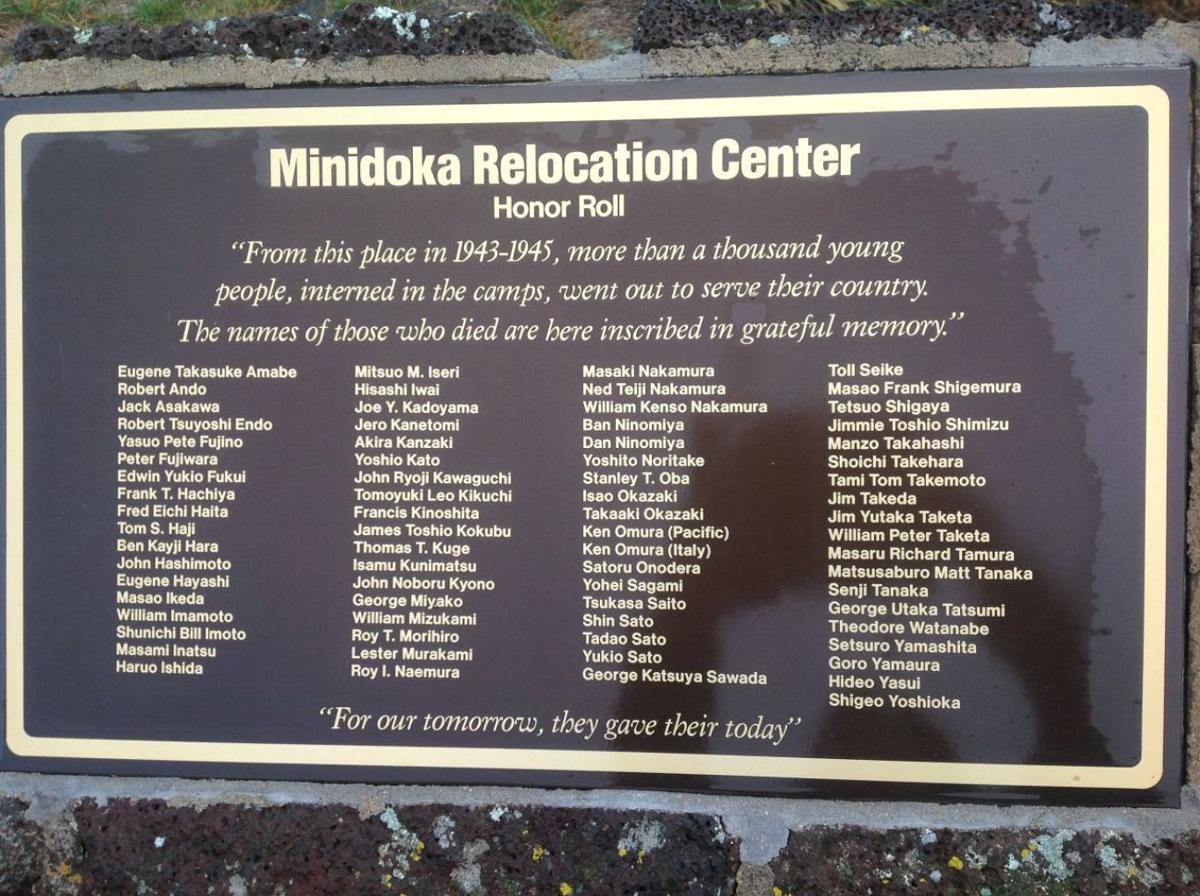 Minidoka Relocation Center
Honor Roll
“From this place in 1943-1945, more than a thousand young
people, interned in the camps, went out to serve their country.
The names of those who died are here inscribed in grateful memory.”
Eugene Takasuke Amabe
Robert Ando
Jack Asakawa
Robert Tsuyoshi Endo
Yasuo Pete Fujino
Peter Fujiwara
Edwin Yukio Fukui
Frank T. Hachiya
Fred Eichi Haita
Tom S. Haji
Ben Kayji Hara
John Hashimoto
Eugene Hayashi
Masao Ikeda
William Imamoto
Shunichi Bill Imoto
Masami Inatsu
Haruo Ishida
Mitsuo M. Iseri
Hisashi Iwai
Joe Y. Kadoyama
Jero Kanetomi
Akira Kanzaki
Yoshio Kato
John Ryoji Kawaguchi
Tomoyuki Leo Kikuchi
Francis Kinoshita
James Toshio Kokubu
Thomas T. Kuge
Isamu Kunimatsu
John Noboru Kyono
George Miyako
William Mizukami
Roy T. Morihiro
Lester Murakami
Roy I. Naemura
Masaki Nakamura
Ned Teiji Nakamura
William Kenso Nakamura
Ban Ninomiya
Dan Ninomiya
Yoshito Noritake
Stanley T. Oba
Isao Okazaki
Takaaki Okazaki
Ken Omura (Pacific)
Ken Omura (Italy)
Satoru Onodera
Yohei Sagami
Tsukasa Saito
Shin Sato
Tadao Sato
Yukio Sato
George Katsuya Sawada
Toll Seike
Masao Frank Shigemura
Tetsuo Shigaya
Jimmie Toshio Shimizu
Manzo Takahashi
Shoichi Takehara
Tami Tom Takemoto
Jim Takeda
Jim Yutaka Taketa
William Peter Taketa
Masaru Richard Tamura
Matsusaburo Matt Tanaka
Senji Tanaka
George Utaka Tatsumi
Theodore Watanabe
Setsuro Yamashita
Goro Yamaura
Hideo Yasui
Shigeo Yoshioka
“For our tomorrow, they gave their today”